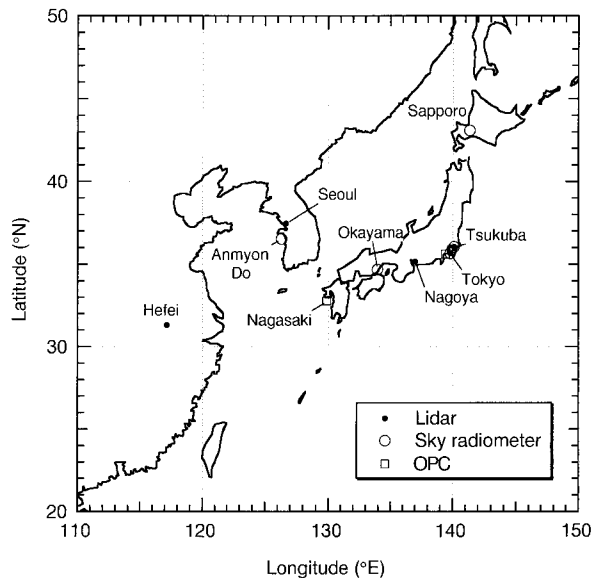 50
40
30
20
110
120
130
140
150
Latitude (°N)
Longitude (°E)
Sapporo
Seoul
Okayama
Tsukuba
Anmyon
Do
Tokyo
Nagoya
Hefei
Nagasaki
Lidar
Sky radiometer
OPC